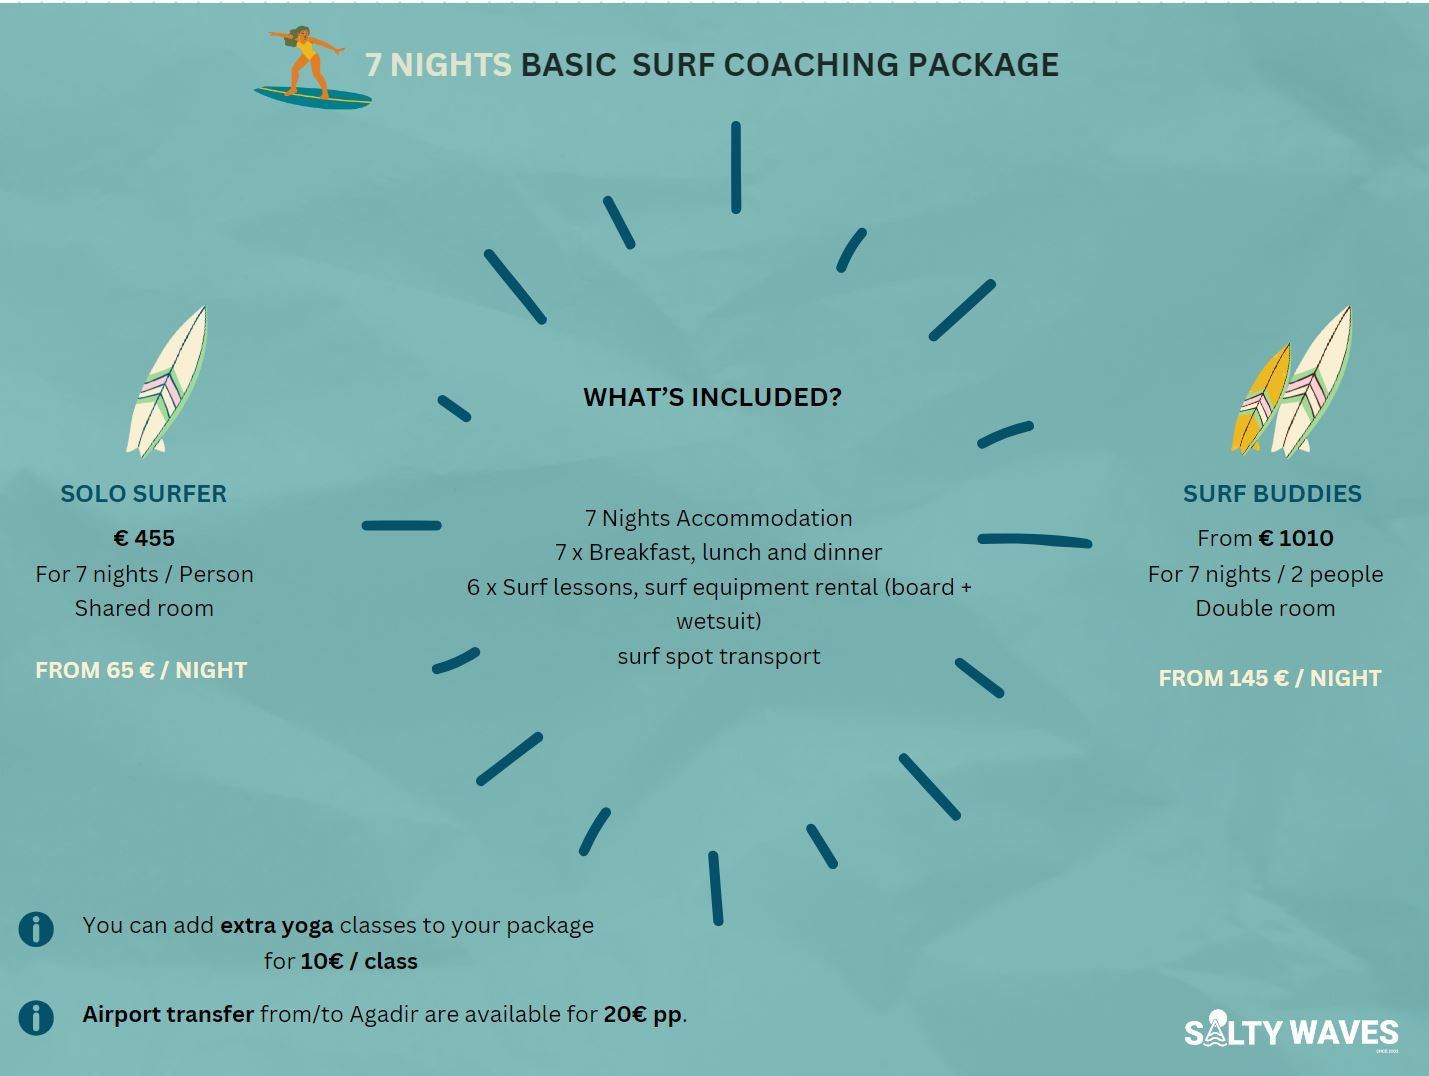 7 NIGHTS BASIC SURF COACHING PACKAGE
WHAT'S INCLUDED?
7 Nights Accommodation
7 x Breakfast, lunch and dinner
6 x Surf lessons, surf equipment rental (board +
wetsuit)
surf spot transport
SOLO SURFER
€ 455
For 7 nights / Person
Shared room
FROM 65 € / NIGHT
SURF BUDDIES
From € 1010
For 7 nights / 2 people
Double room
FROM 145 € / NIGHT
You can add extra yoga classes to your package
for 10€ / class
Airport transfer from/to Agadir are available for 20€ pp.
SALTY WAVES